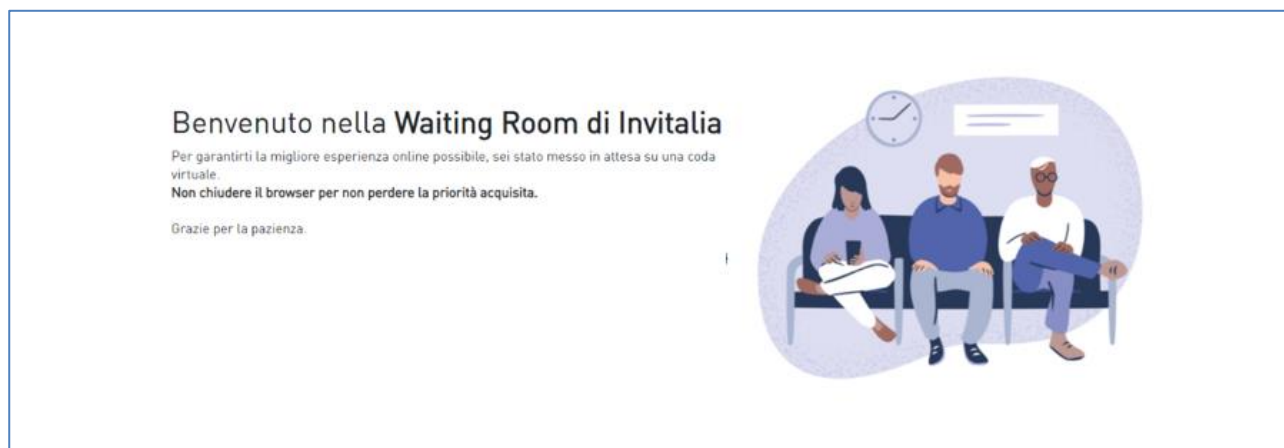 Benvenuto nella Waiting Room di Invitalia
Per garantirti la migliore esperienza online possibile, sei stato messo in attesa su una coda
virtuale.
Non chiudere il browser per non perdere la priorità acquisita.
Grazie per la pazienza.